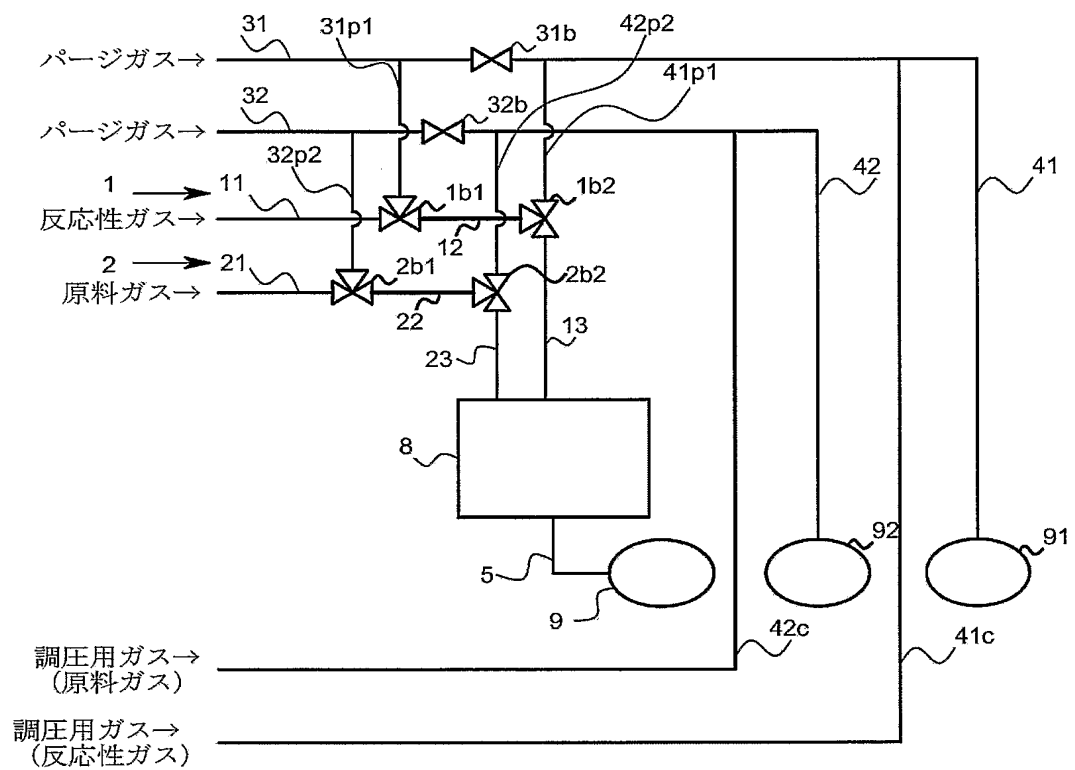 31
31p1
31b
42p2
パージガス→
41p1
32
32b
パージガス→
32p2
1
11
1b1
1b2
42
41
反応性ガス→
12
2
21
2b1
2b2
原料ガス→
22
23
13
8
92
91
5
9
42c
41c
調圧用ガス→
（原料ガス）
調圧用ガス→
（反応性ガス）